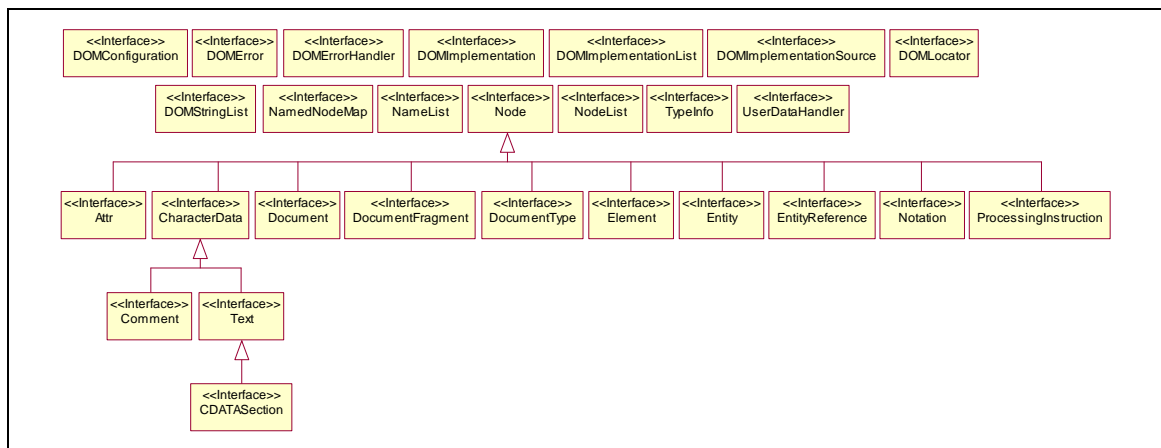 <<Interface>> <<Interface>> <<Interface>> <<Interface>> <<Interface>> <<Interface>> <<Interface>>
DOMConfiguration DOMError DOMErrorHandler DOMImplementation DOMImplementationList DOMImplementationSource DOMLocator
<<Interface>> <<Interface>> <<Interface>> <<Interface>> <<Interface>> <<Interface>> <<Interface>>
DOMStringList NamedNodeMap NameList Node NodeList TypeInfo UserDataHandler
<<Interface>> <<Interface>> <<Interface>> <<Interface>> <<Interface>> <<Interface>> <<Interface>> <<Interface>> <<Interface>> <<Interface>>
Attr CharacterData Document DocumentFragment DocumentType Element Entity EntityReference Notation ProcessingInstruction
<<Interface>> <<Interface>>
Comment Text
<<Interface>>
CDATASection